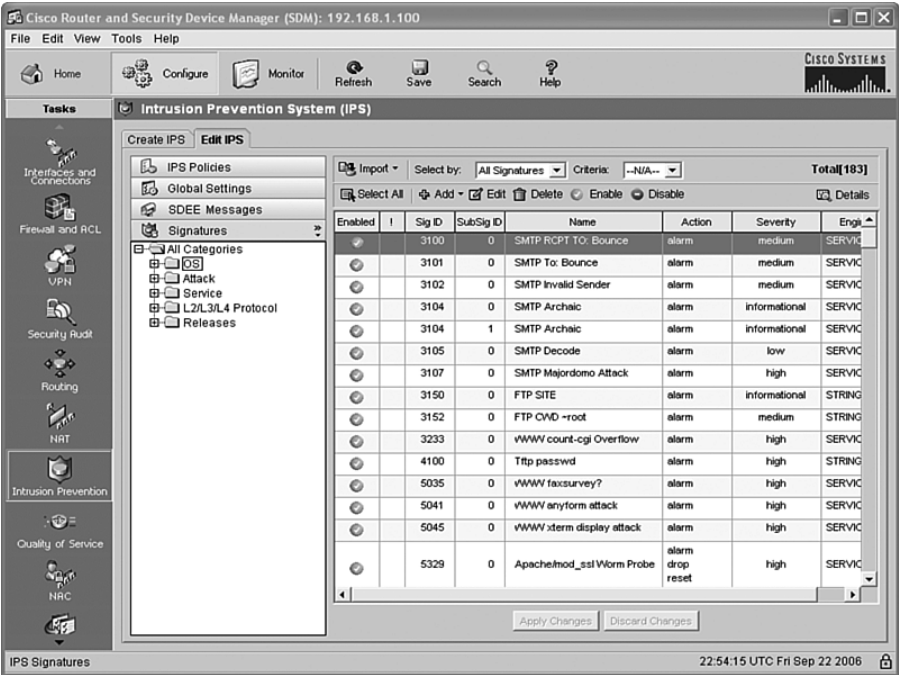 Cisco Router and Security Device Manager (SDM): 192.168.1.100
File Edit View Tools Help
Home Configure Monitor Refresh Save Search Help
CISCO SYSTEMS
Tasks
Interfaces and Connections
Firewall and ACL
VPN
Security Audit
Routing
NAT
Intrusion Prevention
Quality of Service
NAC
Intrusion Prevention System (IPS)
Create IPS Edit IPS
IPS Policies
Global Settings
SDEE Messages
Signatures
All Categories
OS
Attack
Service
L2/L3/L4 Protocol
Releases
Import Select by: All Signatures Criteria: --N/A-- Total[183]
Select All Add Edit Delete Enable Disable Details
Enabled ! Sig ID SubSig ID Name Action Severity Engi
3100 0 SMTP RCPT TO: Bounce alarm medium SERVIC
3101 0 SMTP To: Bounce alarm medium SERVIC
3102 0 SMTP Invalid Sender alarm medium SERVIC
3104 0 SMTP Archaic alarm informational SERVIC
3104 1 SMTP Archaic alarm informational SERVIC
3105 0 SMTP Decode alarm low SERVIC
3107 0 SMTP Majordomo Attack alarm high SERVIC
3150 0 FTP SITE alarm informational STRING
3152 0 FTP CWD ~root alarm medium STRING
3233 0 WWW count-cgi Overflow alarm high SERVIC
4100 0 Tftp passwd alarm high STRING
5035 0 WWW faxsurvey? alarm high SERVIC
5041 0 WWW anyform attack alarm high SERVIC
5045 0 WWW xterm display attack alarm high SERVIC
5329 0 Apache/mod_ssl Worm Probe alarm drop reset high SERVIC
Apply Changes Discard Changes
IPS Signatures 22:54:15 UTC Fri Sep 22 2006